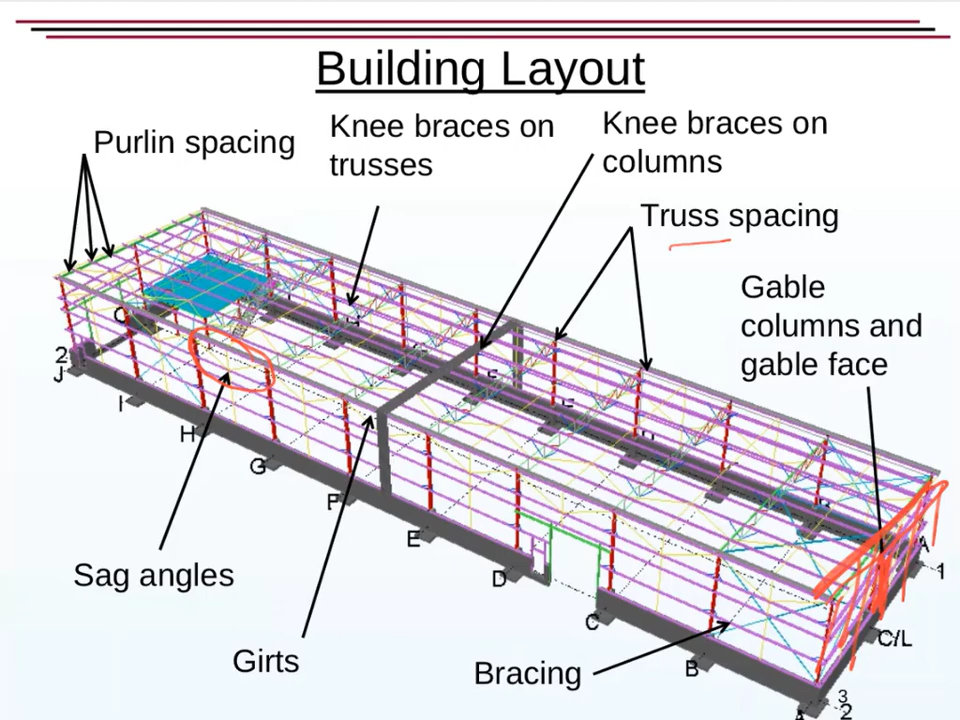 Building Layout
Purlin spacing
Knee braces on
trusses
Knee braces on
columns
Truss spacing
Gable
columns and
gable face
Sag angles
Girts
Bracing
2
J
I
H
G
F
E
D
C
B
A
1
C/L
3
2